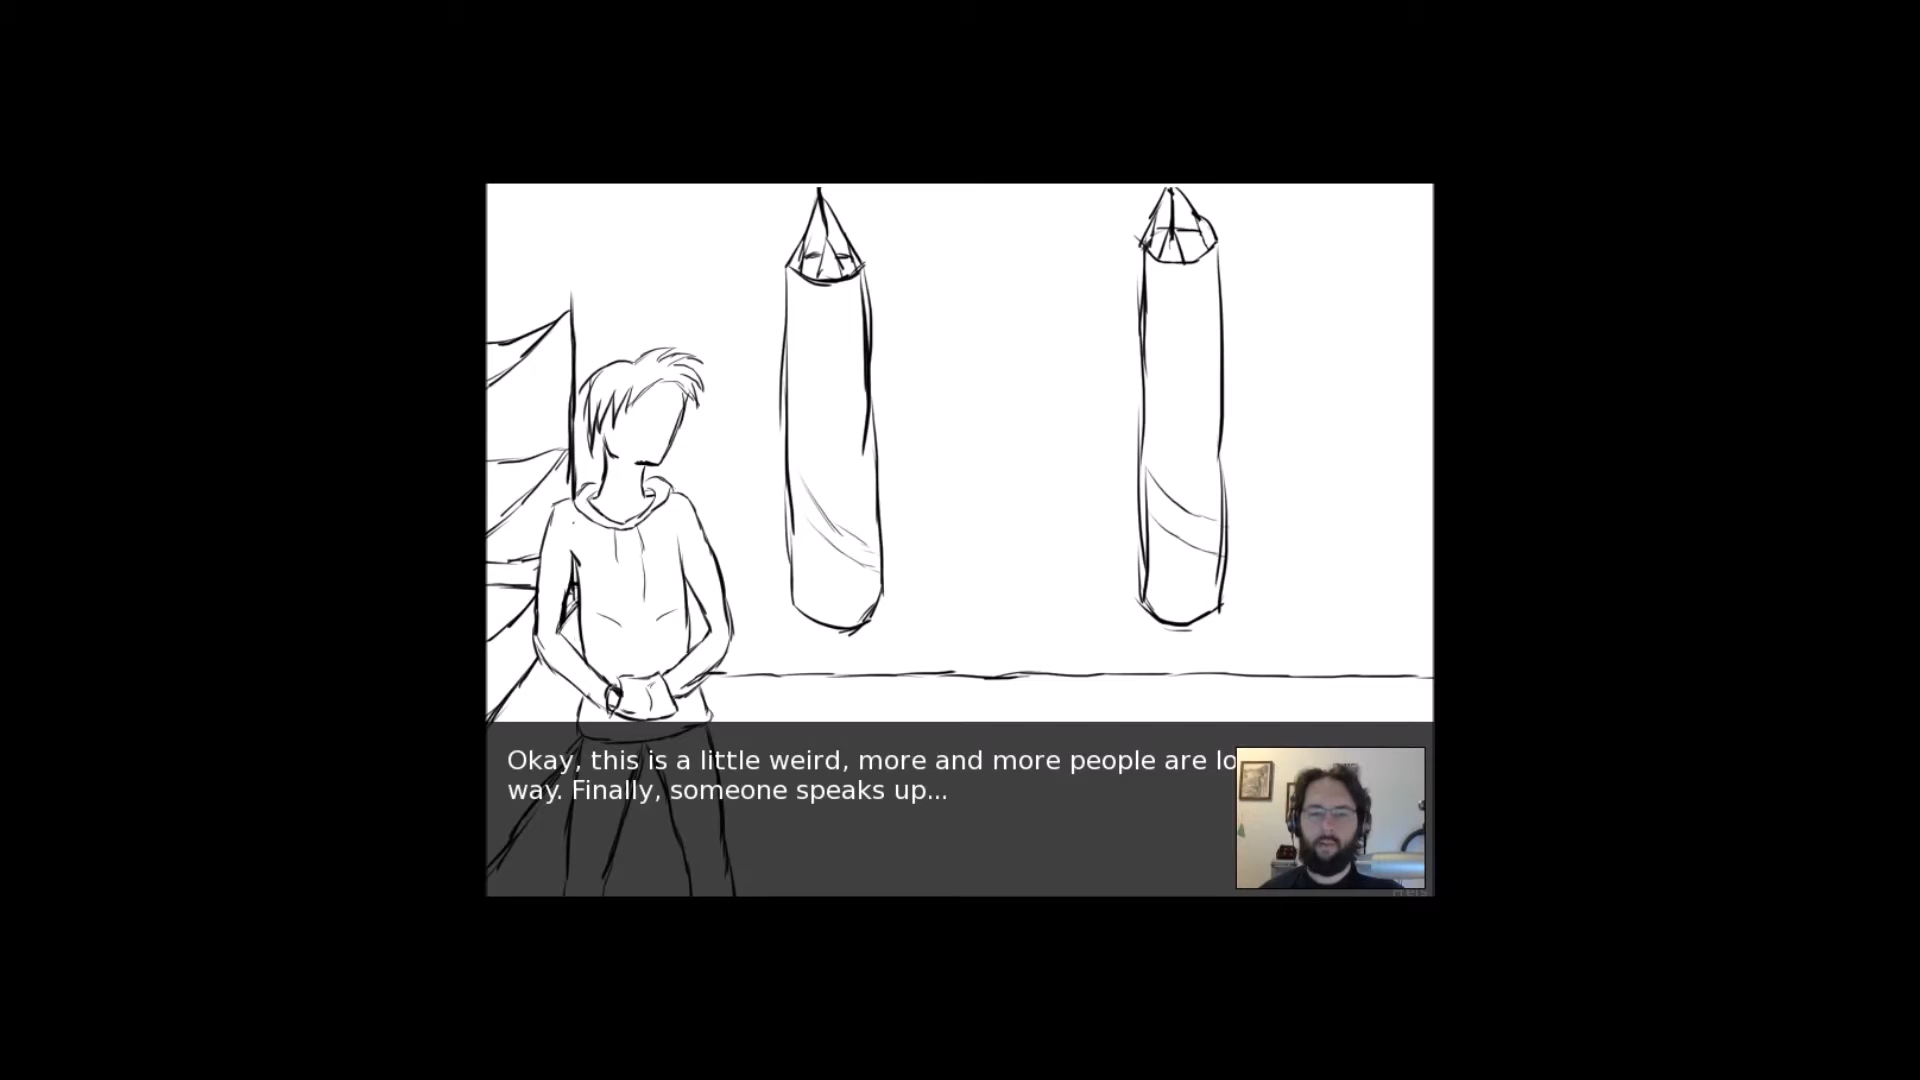 Okay, this is a little weird, more and more people are lo
way. Finally, someone speaks up...